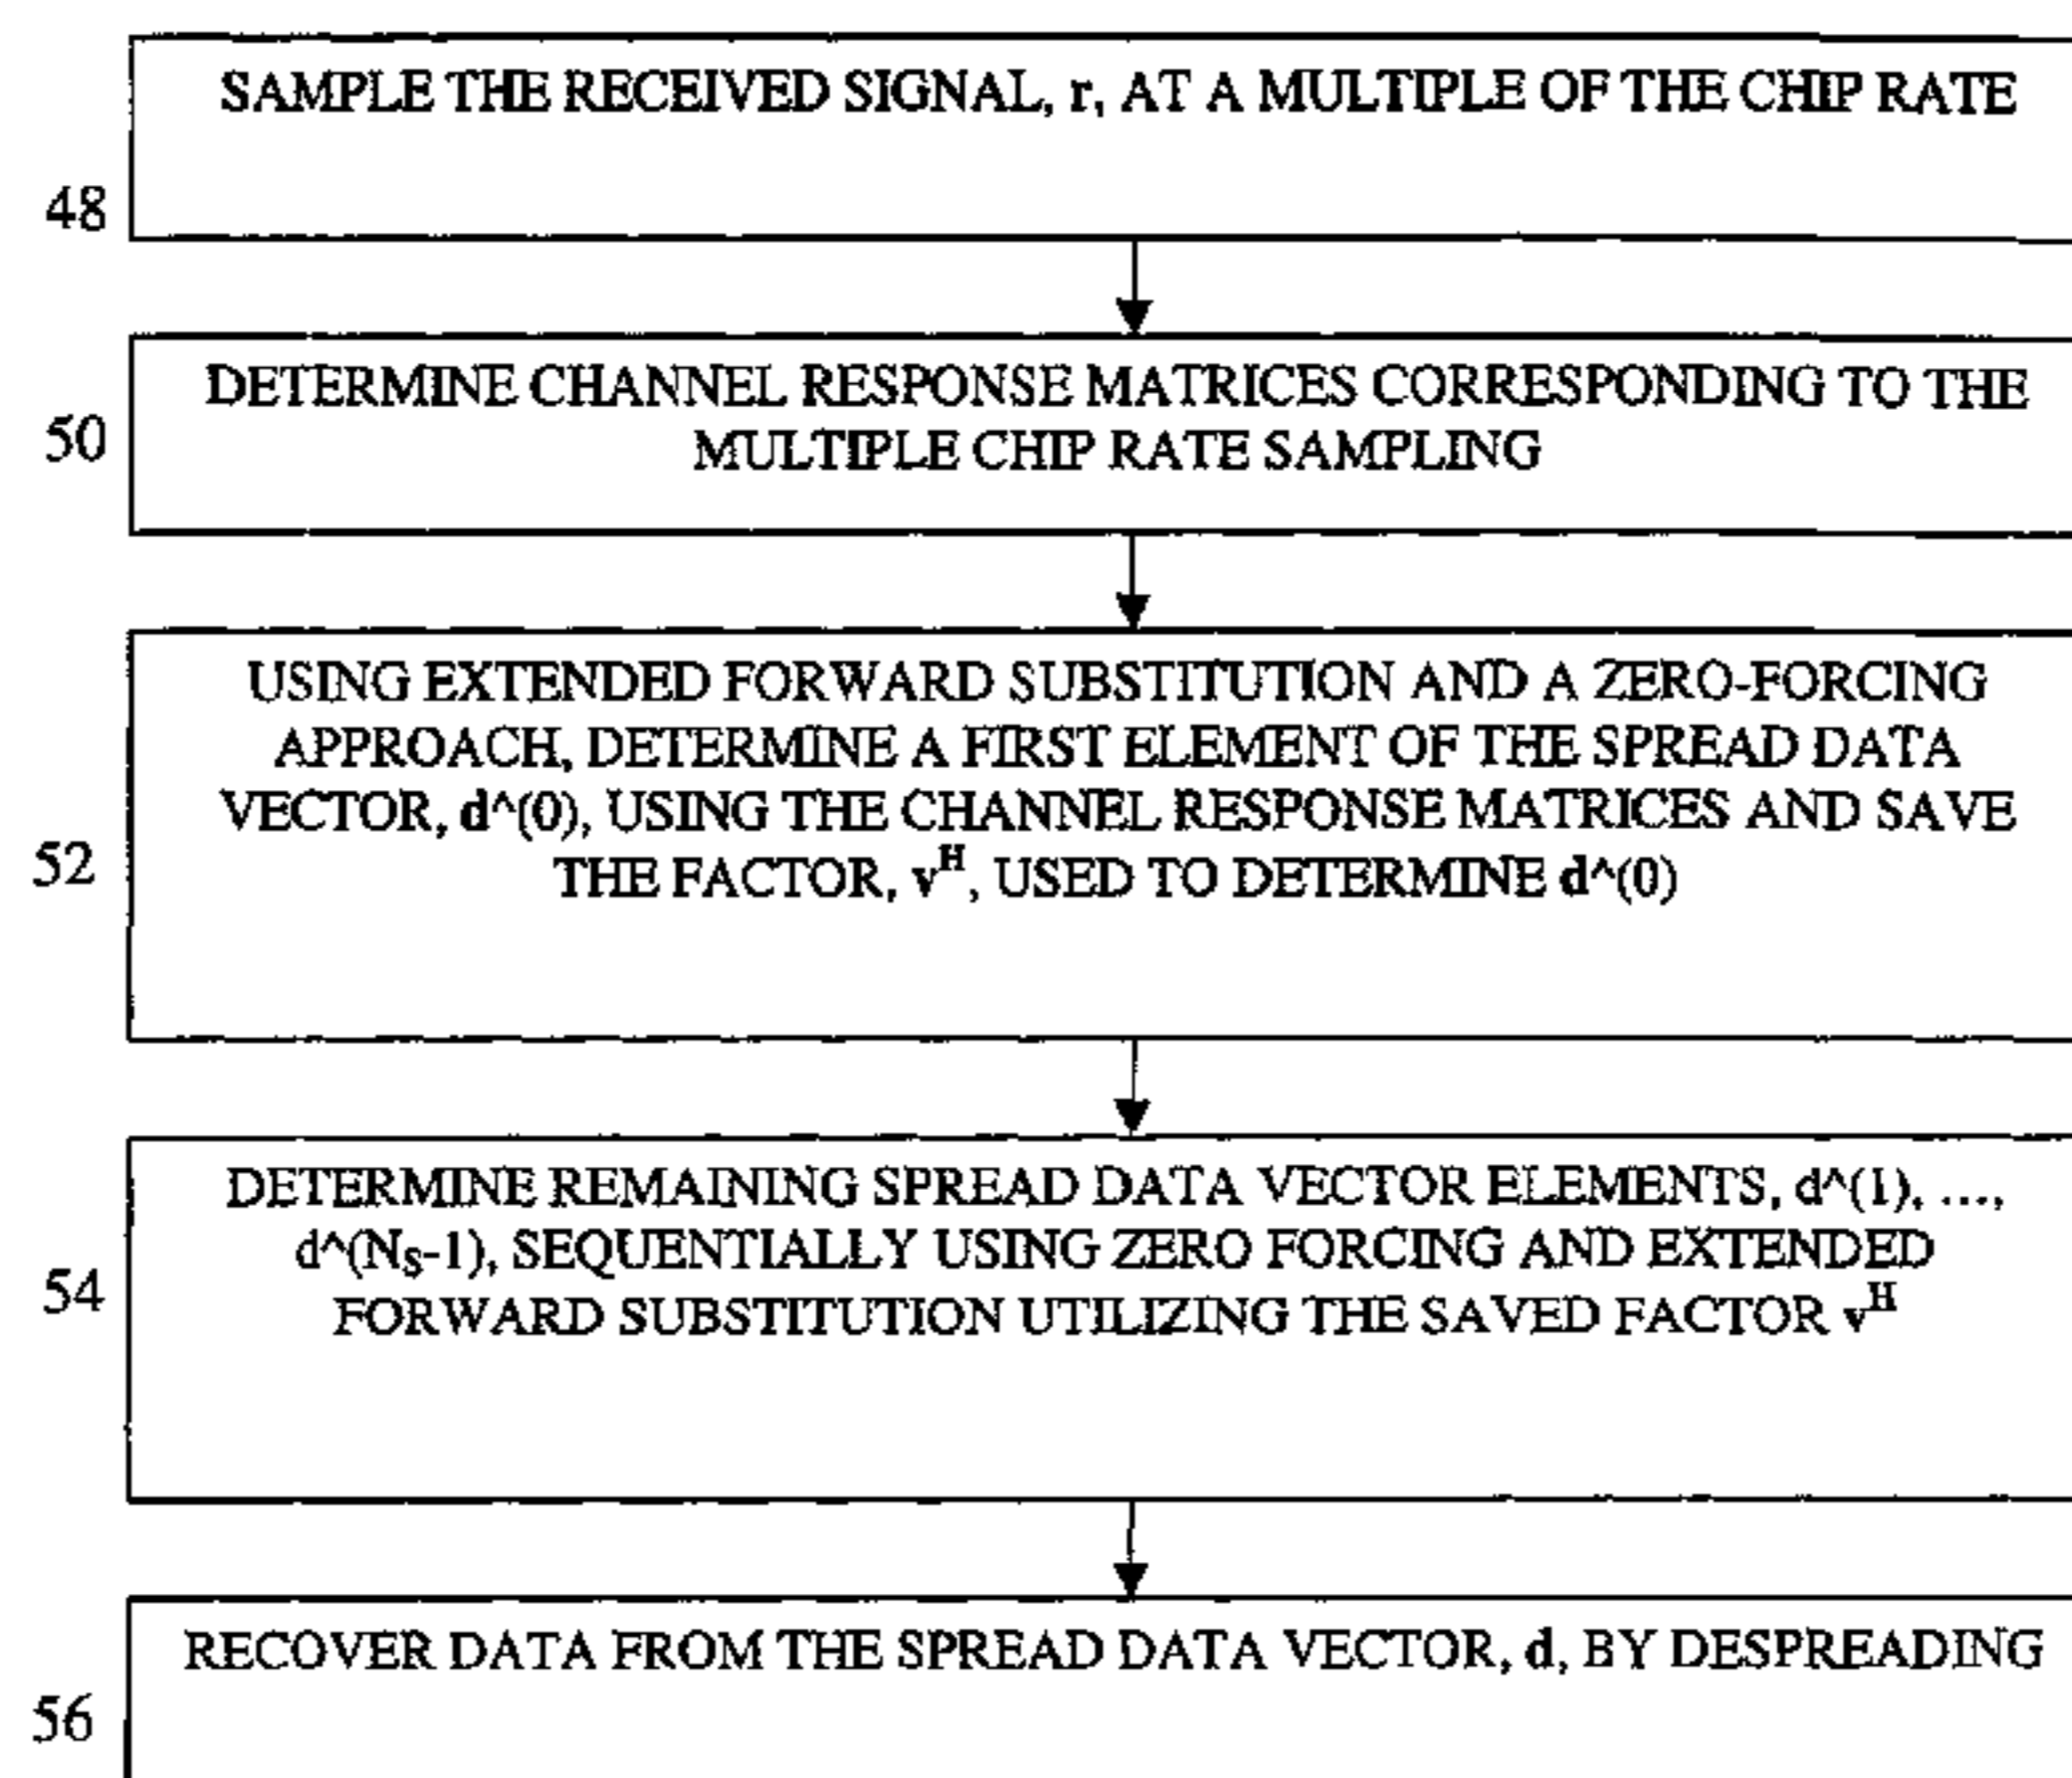 SAMPLE THE RECEIVED SIGNAL, r, AT A MULTIPLE OF THE CHIP RATE
48
DETERMINE CHANNEL RESPONSE MATRICES CORRESPONDING TO THE
MULTIPLE CHIP RATE SAMPLING
50
USING EXTENDED FORWARD SUBSTITUTION AND A ZERO-FORCING
APPROACH, DETERMINE A FIRST ELEMENT OF THE SPREAD DATA
VECTOR, d^(0), USING THE CHANNEL RESPONSE MATRICES AND SAVE
THE FACTOR, v^H, USED TO DETERMINE d^(0)
52
DETERMINE REMAINING SPREAD DATA VECTOR ELEMENTS, d^(1), ...,
d^(N_S-1), SEQUENTIALLY USING ZERO FORCING AND EXTENDED
FORWARD SUBSTITUTION UTILIZING THE SAVED FACTOR v^H
54
RECOVER DATA FROM THE SPREAD DATA VECTOR, d, BY DESPREADING
56